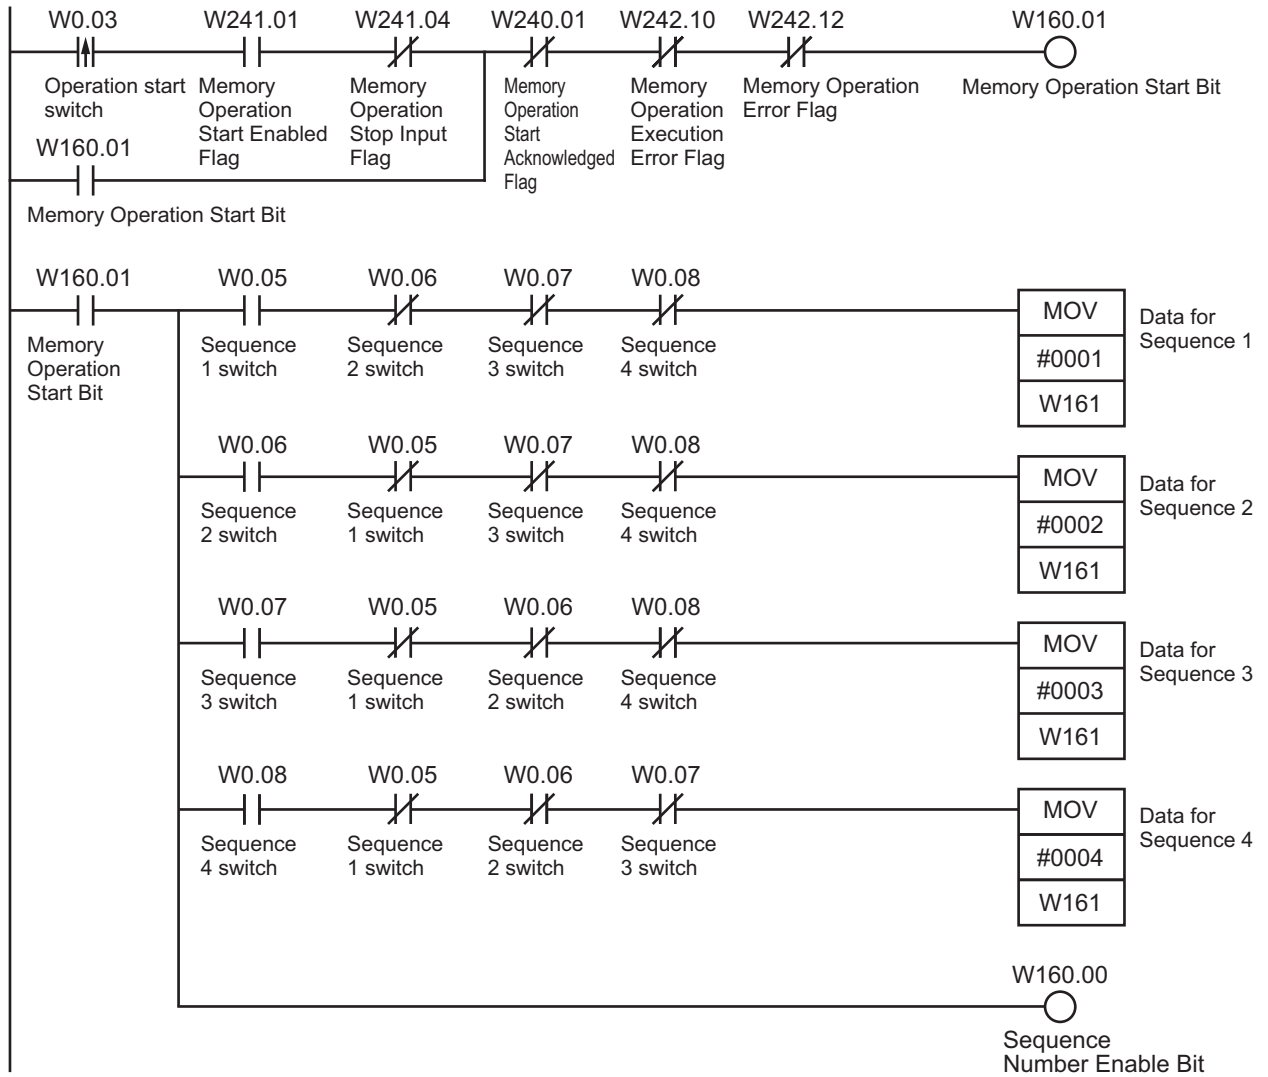 W0.03 W241.01 W241.04 W240.01 W242.10 W242.12 W160.01
Operation start switch
Memory Operation Start Enabled Flag
Memory Operation Stop Input Flag
Memory Operation Start Acknowledged Flag
Memory Operation Execution Error Flag
Memory Operation Error Flag
Memory Operation Start Bit
W160.01
Memory Operation Start Bit
W160.01 W0.05 W0.06 W0.07 W0.08
Memory Operation Start Bit
Sequence 1 switch
Sequence 2 switch
Sequence 3 switch
Sequence 4 switch
MOV
#0001
W161
Data for Sequence 1
W0.06 W0.05 W0.07 W0.08
Sequence 2 switch
Sequence 1 switch
Sequence 3 switch
Sequence 4 switch
MOV
#0002
W161
Data for Sequence 2
W0.07 W0.05 W0.06 W0.08
Sequence 3 switch
Sequence 1 switch
Sequence 2 switch
Sequence 4 switch
MOV
#0003
W161
Data for Sequence 3
W0.08 W0.05 W0.06 W0.07
Sequence 4 switch
Sequence 1 switch
Sequence 2 switch
Sequence 3 switch
MOV
#0004
W161
Data for Sequence 4
W160.00
Sequence
Number Enable Bit